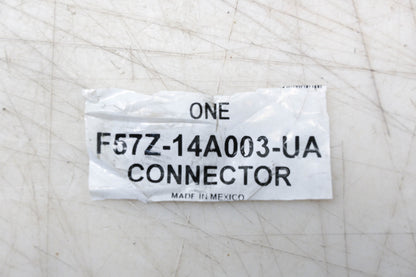 ONE
F57Z-14A003-UA
CONNECTOR
MADE IN MEXICO